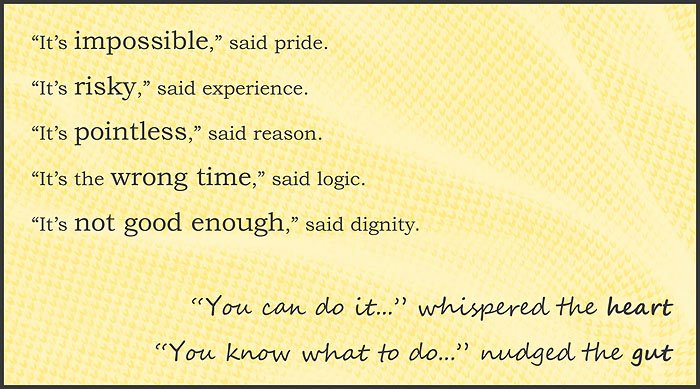 “It’s impossible,” said pride.
“It’s risky,” said experience.
“It’s pointless,” said reason.
“It’s the wrong time,” said logic.
“It’s not good enough,” said dignity.
“You can do it...” whispered the heart
“You know what to do...” nudged the gut